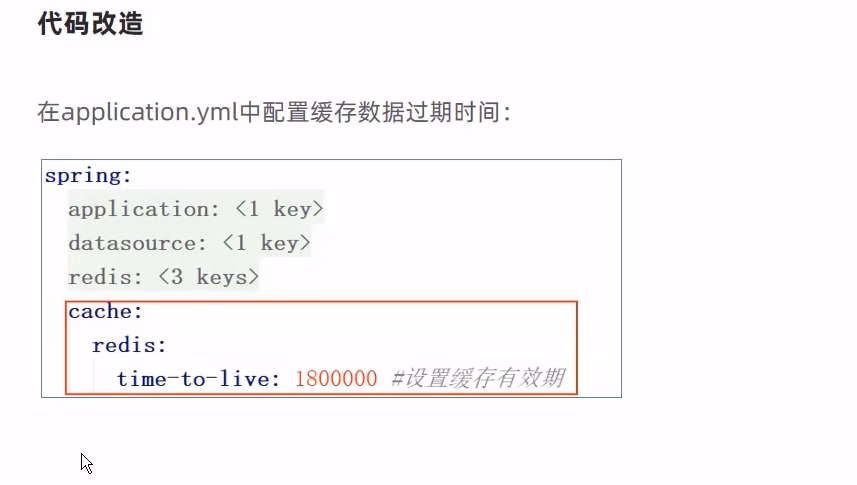 代码改造
在application.yml中配置缓存数据过期时间：
spring:
application: <1 key>
datasource: <1 key>
redis: <3 keys>
cache:
redis:
time-to-live: 1800000 #设置缓存有效期